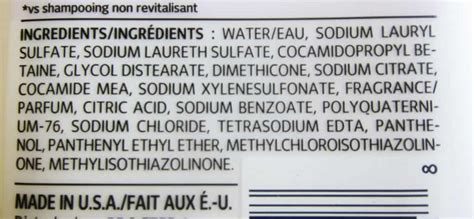 *vs shampooing non revitalisant
INGREDIENTS/INGRÉDIENTS : WATER/EAU, SODIUM LAURYL
SULFATE, SODIUM LAURETH SULFATE, COCAMIDOPROPYL BE-
TAINE, GLYCOL DISTEARATE, DIMETHICONE, SODIUM CITRATE,
COCAMIDE MEA, SODIUM XYLENESULFONATE, FRAGRANCE/
PARFUM, CITRIC ACID, SODIUM BENZOATE, POLYQUATERNI-
UM-76, SODIUM CHLORIDE, TETRASODIUM EDTA, PANTHE-
NOL, PANTHENYL ETHYL ETHER, METHYLCHLOROISOTHIAZOLIN-
ONE, METHYLISOTHIAZOLINONE.
MADE IN U.S.A./FAIT AUX É.-U.